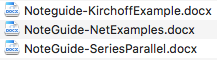 Noteguide-KirchoffExample.docx
NoteGuide-NetExamples.docx
NoteGuide-SeriesParallel.docx